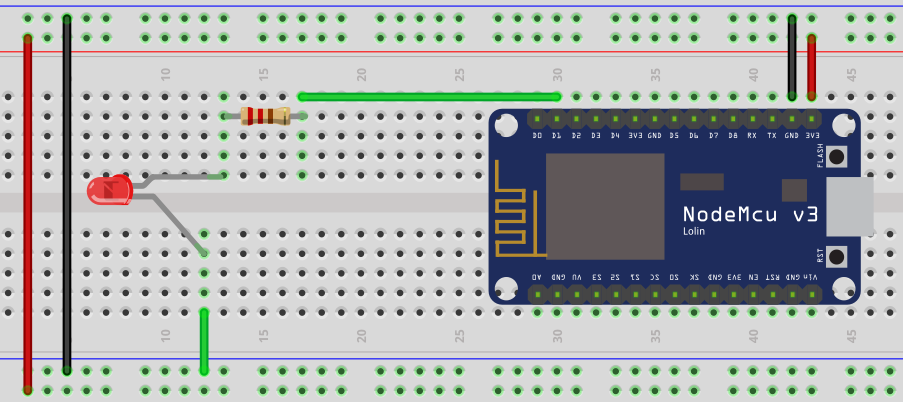 10 15 20 25 30 35 40 45
D0 D1 D2 D3 D4 3V3 GND D5 D6 D7 D8 RX TX GND 3V3
FLASH
NodeMcu v3
Lolin
RST
A0 GND VU S3 S2 S1 SC S0 SK GND 3V3 EN RST GND Vin
10 15 20 25 30 35 40 45